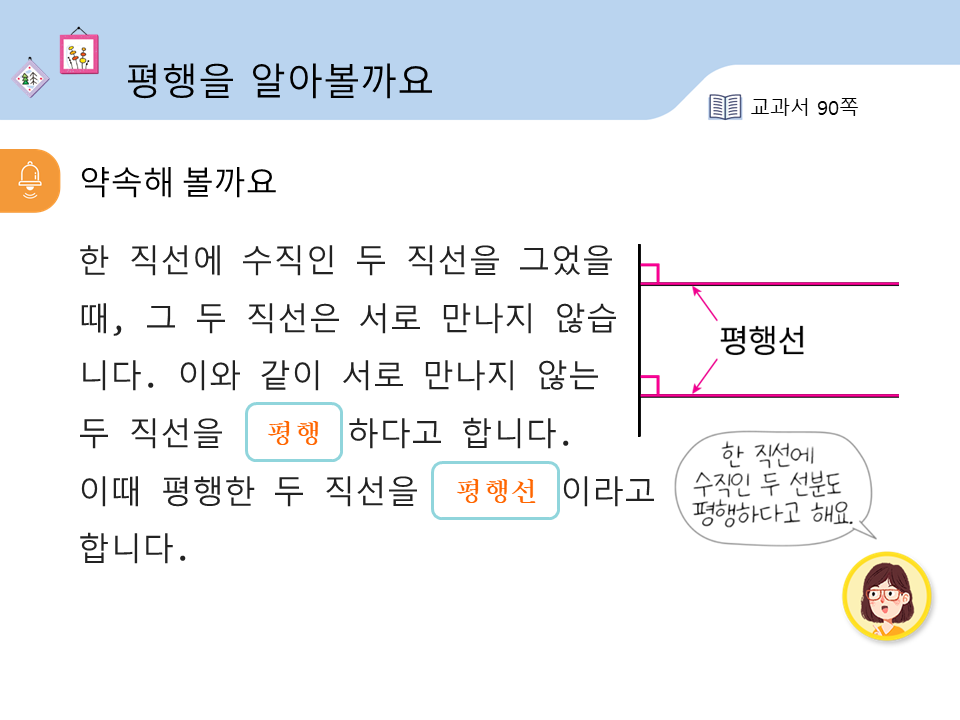 평행을 알아볼까요
교과서 90쪽
약속해 볼까요
한 직선에 수직인 두 직선을 그었을
때, 그 두 직선은 서로 만나지 않습
니다. 이와 같이 서로 만나지 않는
두 직선을 평행 하다고 합니다.
이때 평행한 두 직선을 평행선 이라고
합니다.
평행선
한 직선에
수직인 두 선분도
평행하다고 해요.